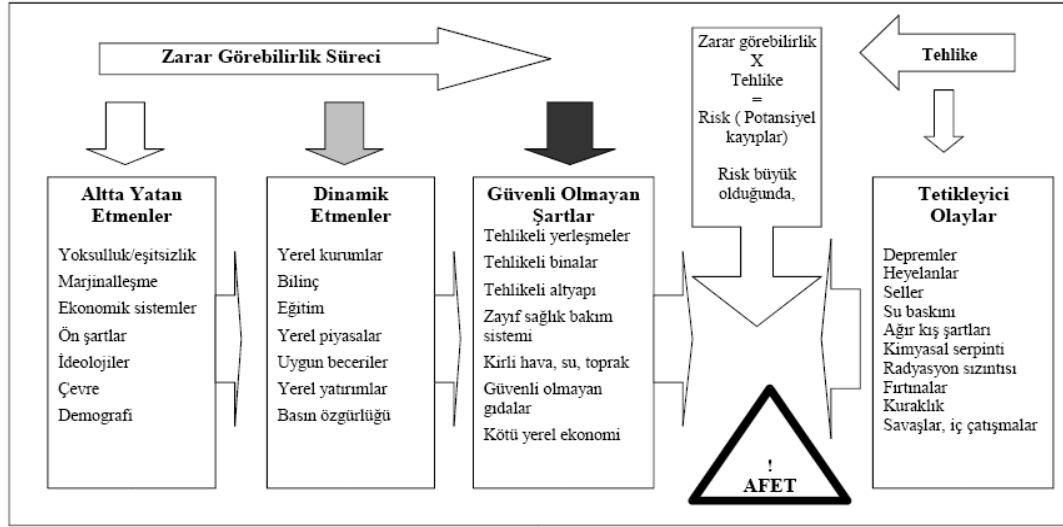 Zarar Görebilirlik Süreci
Zarar görebilirlik
X
Tehlike
=
Risk ( Potansiyel
kayıplar)
Risk büyük
olduğunda,
Tehlike
Altta Yatan
Etmenler
Yoksulluk/eşitsizlik
Marjinalleşme
Ekonomik sistemler
Ön şartlar
İdeolojiler
Çevre
Demografi
Dinamik
Etmenler
Yerel kurumlar
Bilinç
Eğitim
Yerel piyasalar
Uygun beceriler
Yerel yatırımlar
Basın özgürlüğü
Güvenli Olmayan
Şartlar
Tehlikeli yerleşmeler
Tehlikeli binalar
Tehlikeli altyapı
Zayıf sağlık bakım
sistemi
Kirli hava, su, toprak
Güvenli olmayan
gıdalar
Kötü yerel ekonomi
!
AFET
Tetikleyici
Olaylar
Depremler
Heyelanlar
Seller
Su baskını
Ağır kış şartları
Kimyasal serpinti
Radyasyon sızıntısı
Fırtınalar
Kuraklık
Savaşlar, iç çatışmalar